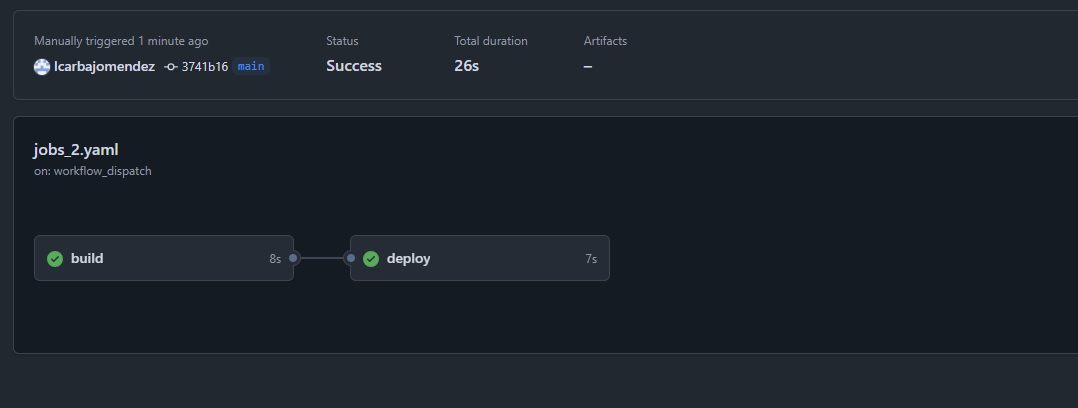 Manually triggered 1 minute ago
lcarbajomendez 3741b16 main
Status
Success
Total duration
26s
Artifacts
–
jobs_2.yaml
on: workflow_dispatch
build 8s
deploy 7s